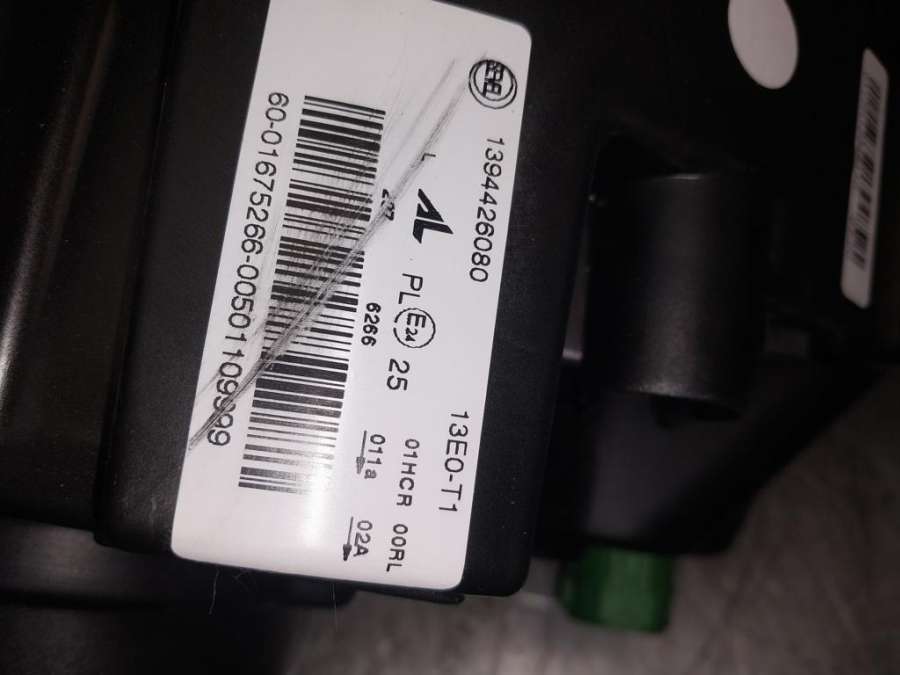 1394426080 13E0-T1
L AL PL E24 25 01HCR 00RL
6266 011a 02A
60-01675266-00501109999